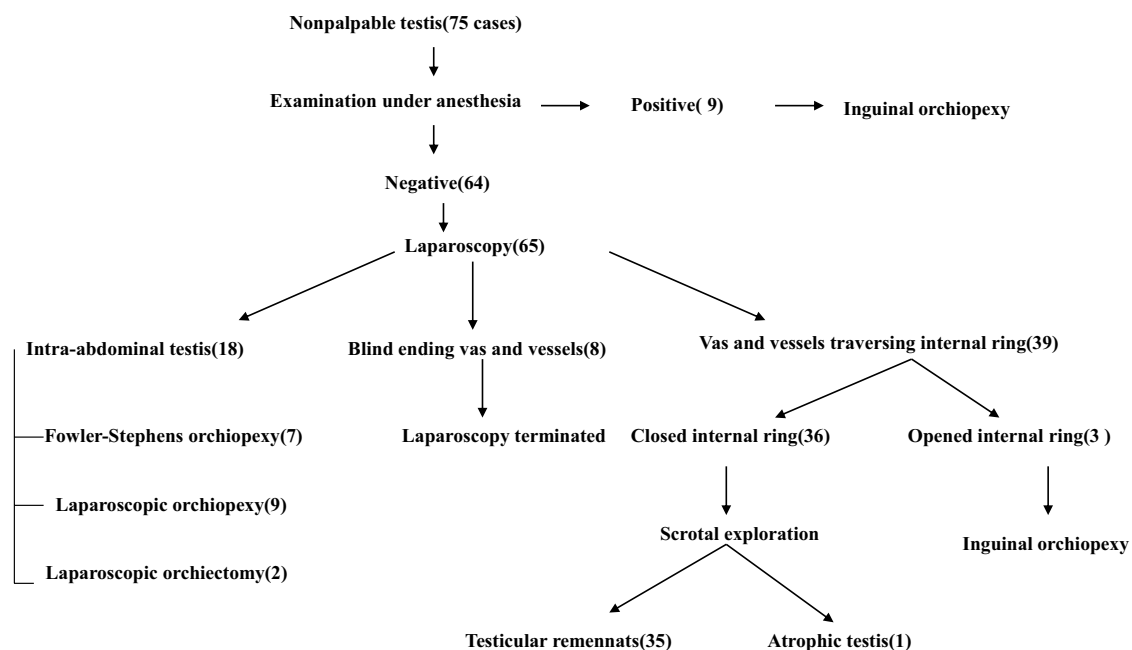 Nonpalpable testis(75 cases)
Examination under anesthesia
Positive( 9)
Inguinal orchiopexy
Negative(64)
Laparoscopy(65)
Intra-abdominal testis(18)
Blind ending vas and vessels(8)
Vas and vessels traversing internal ring(39)
Fowler-Stephens orchiopexy(7)
Laparoscopy terminated
Closed internal ring(36)
Opened internal ring(3 )
Laparoscopic orchiopexy(9)
Scrotal exploration
Inguinal orchiopexy
Laparoscopic orchiectomy(2)
Testicular remennats(35)
Atrophic testis(1)